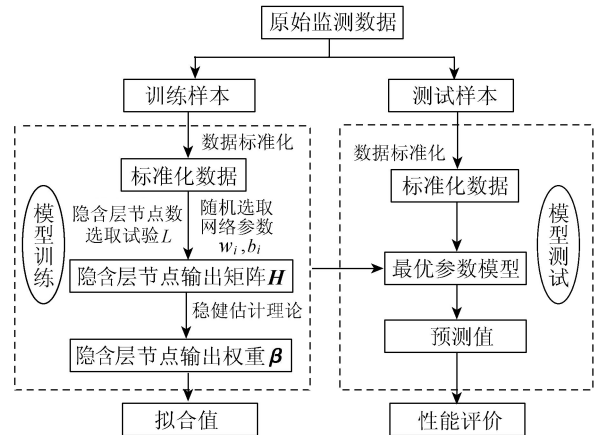 原始监测数据
训练样本
测试样本
数据标准化
数据标准化
标准化数据
标准化数据
模型训练
隐含层节点数
选取试验L
随机选取
网络参数
wi,bi
模型测试
隐含层节点输出矩阵H
最优参数模型
稳健估计理论
预测值
隐含层节点输出权重β
拟合值
性能评价